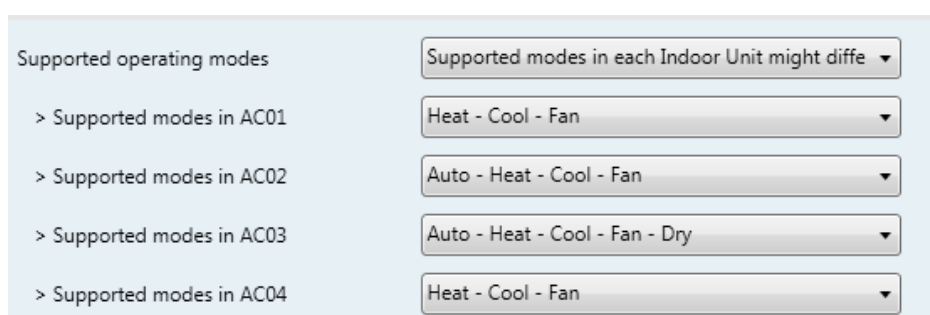 Supported operating modes Supported modes in each Indoor Unit might diffe
> Supported modes in AC01 Heat - Cool - Fan
> Supported modes in AC02 Auto - Heat - Cool - Fan
> Supported modes in AC03 Auto - Heat - Cool - Fan - Dry
> Supported modes in AC04 Heat - Cool - Fan